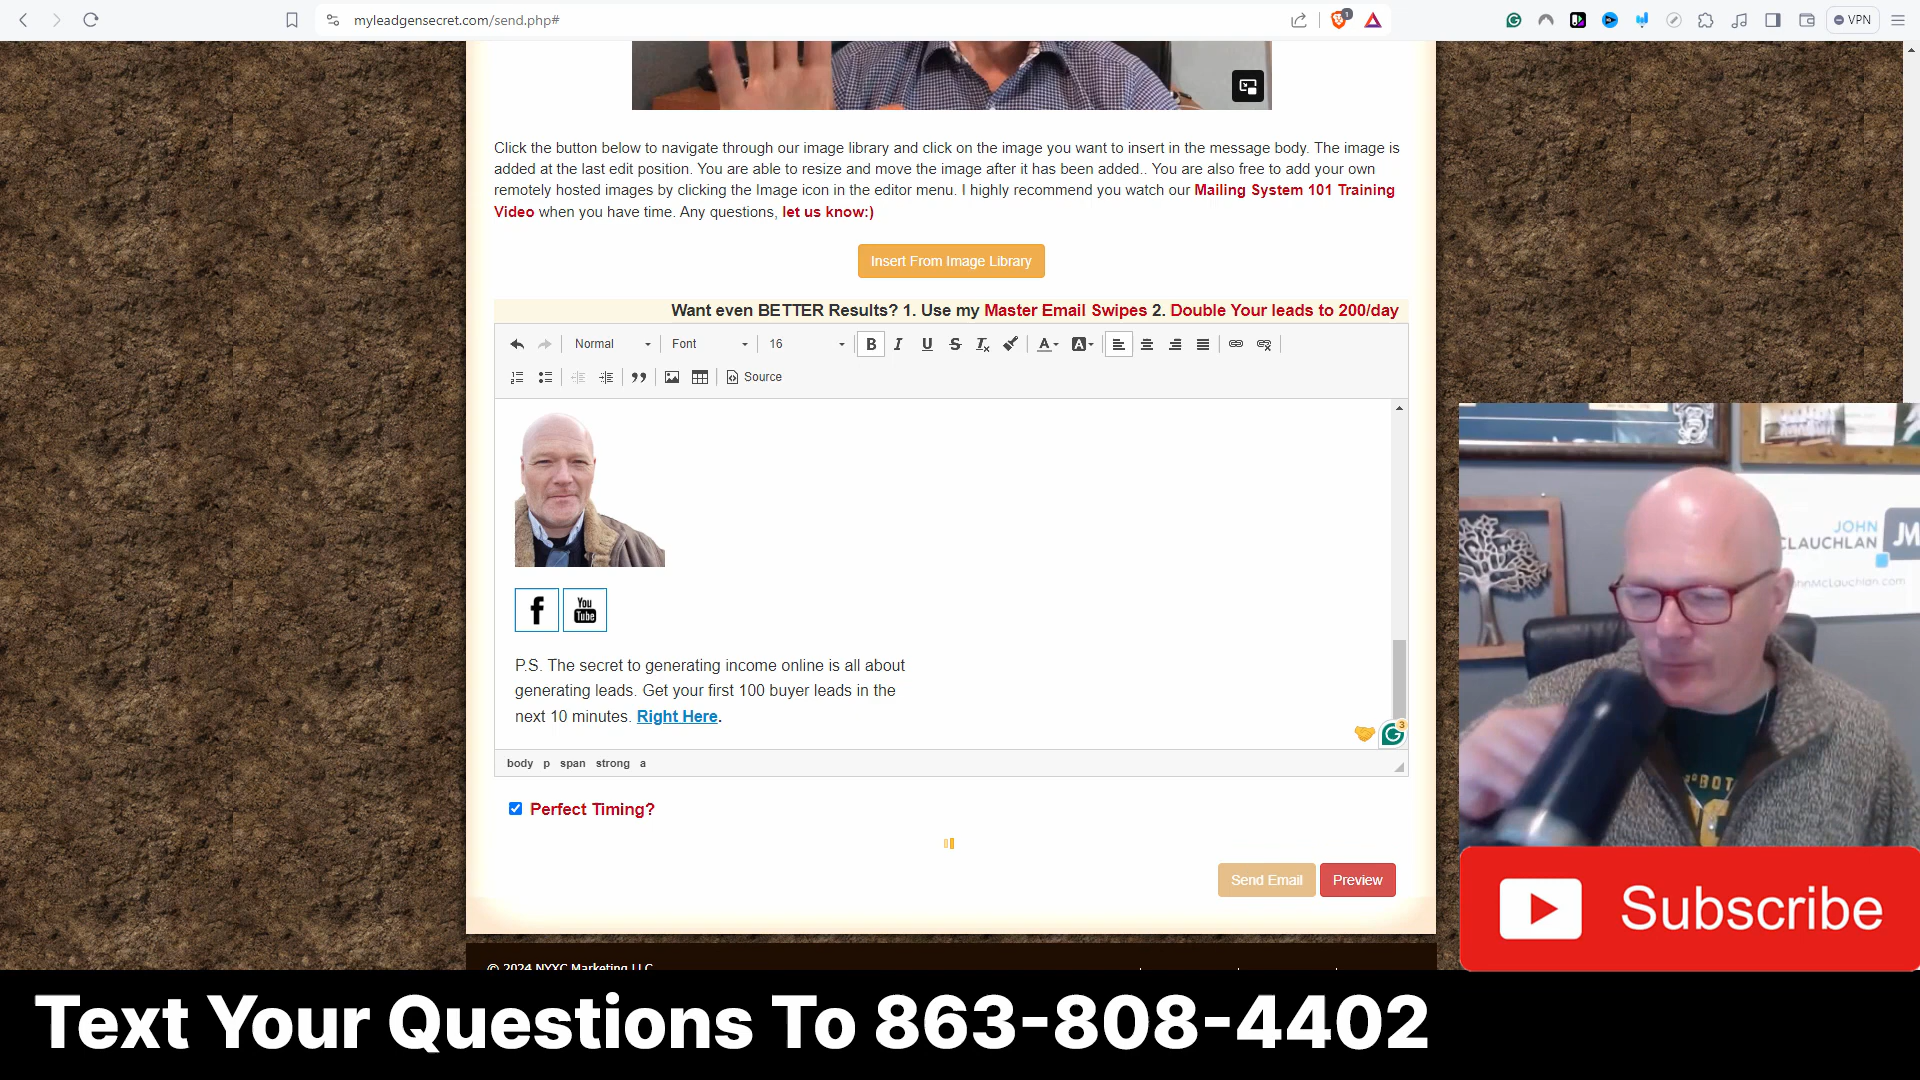 myleadgensecret.com/send.php#
1
VPN
Click the button below to navigate through our image library and click on the image you want to insert in the message body. The image is
added at the last edit position. You are able to resize and move the image after it has been added.. You are also free to add your own
remotely hosted images by clicking the Image icon in the editor menu. I highly recommend you watch our Mailing System 101 Training
Video when you have time. Any questions, let us know:)
Insert From Image Library
Want even BETTER Results? 1. Use my Master Email Swipes 2. Double Your leads to 200/day
Normal Font 16 B I U S
Source
You
Tube
P.S. The secret to generating income online is all about
generating leads. Get your first 100 buyer leads in the
next 10 minutes. Right Here.
3
body p span strong a
Perfect Timing?
Send Email Preview
© 2024 NYXC Marketing LLC
JOHN
CLAUCHLAN
JM
Subscribe
Text Your Questions To 863-808-4402